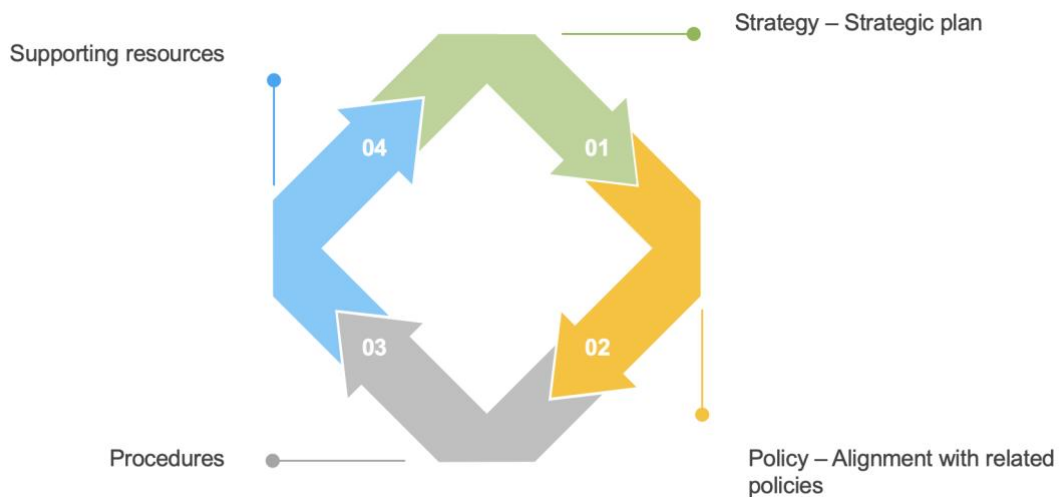 Strategy – Strategic plan
Supporting resources
04
01
03
02
Procedures
Policy – Alignment with related
policies